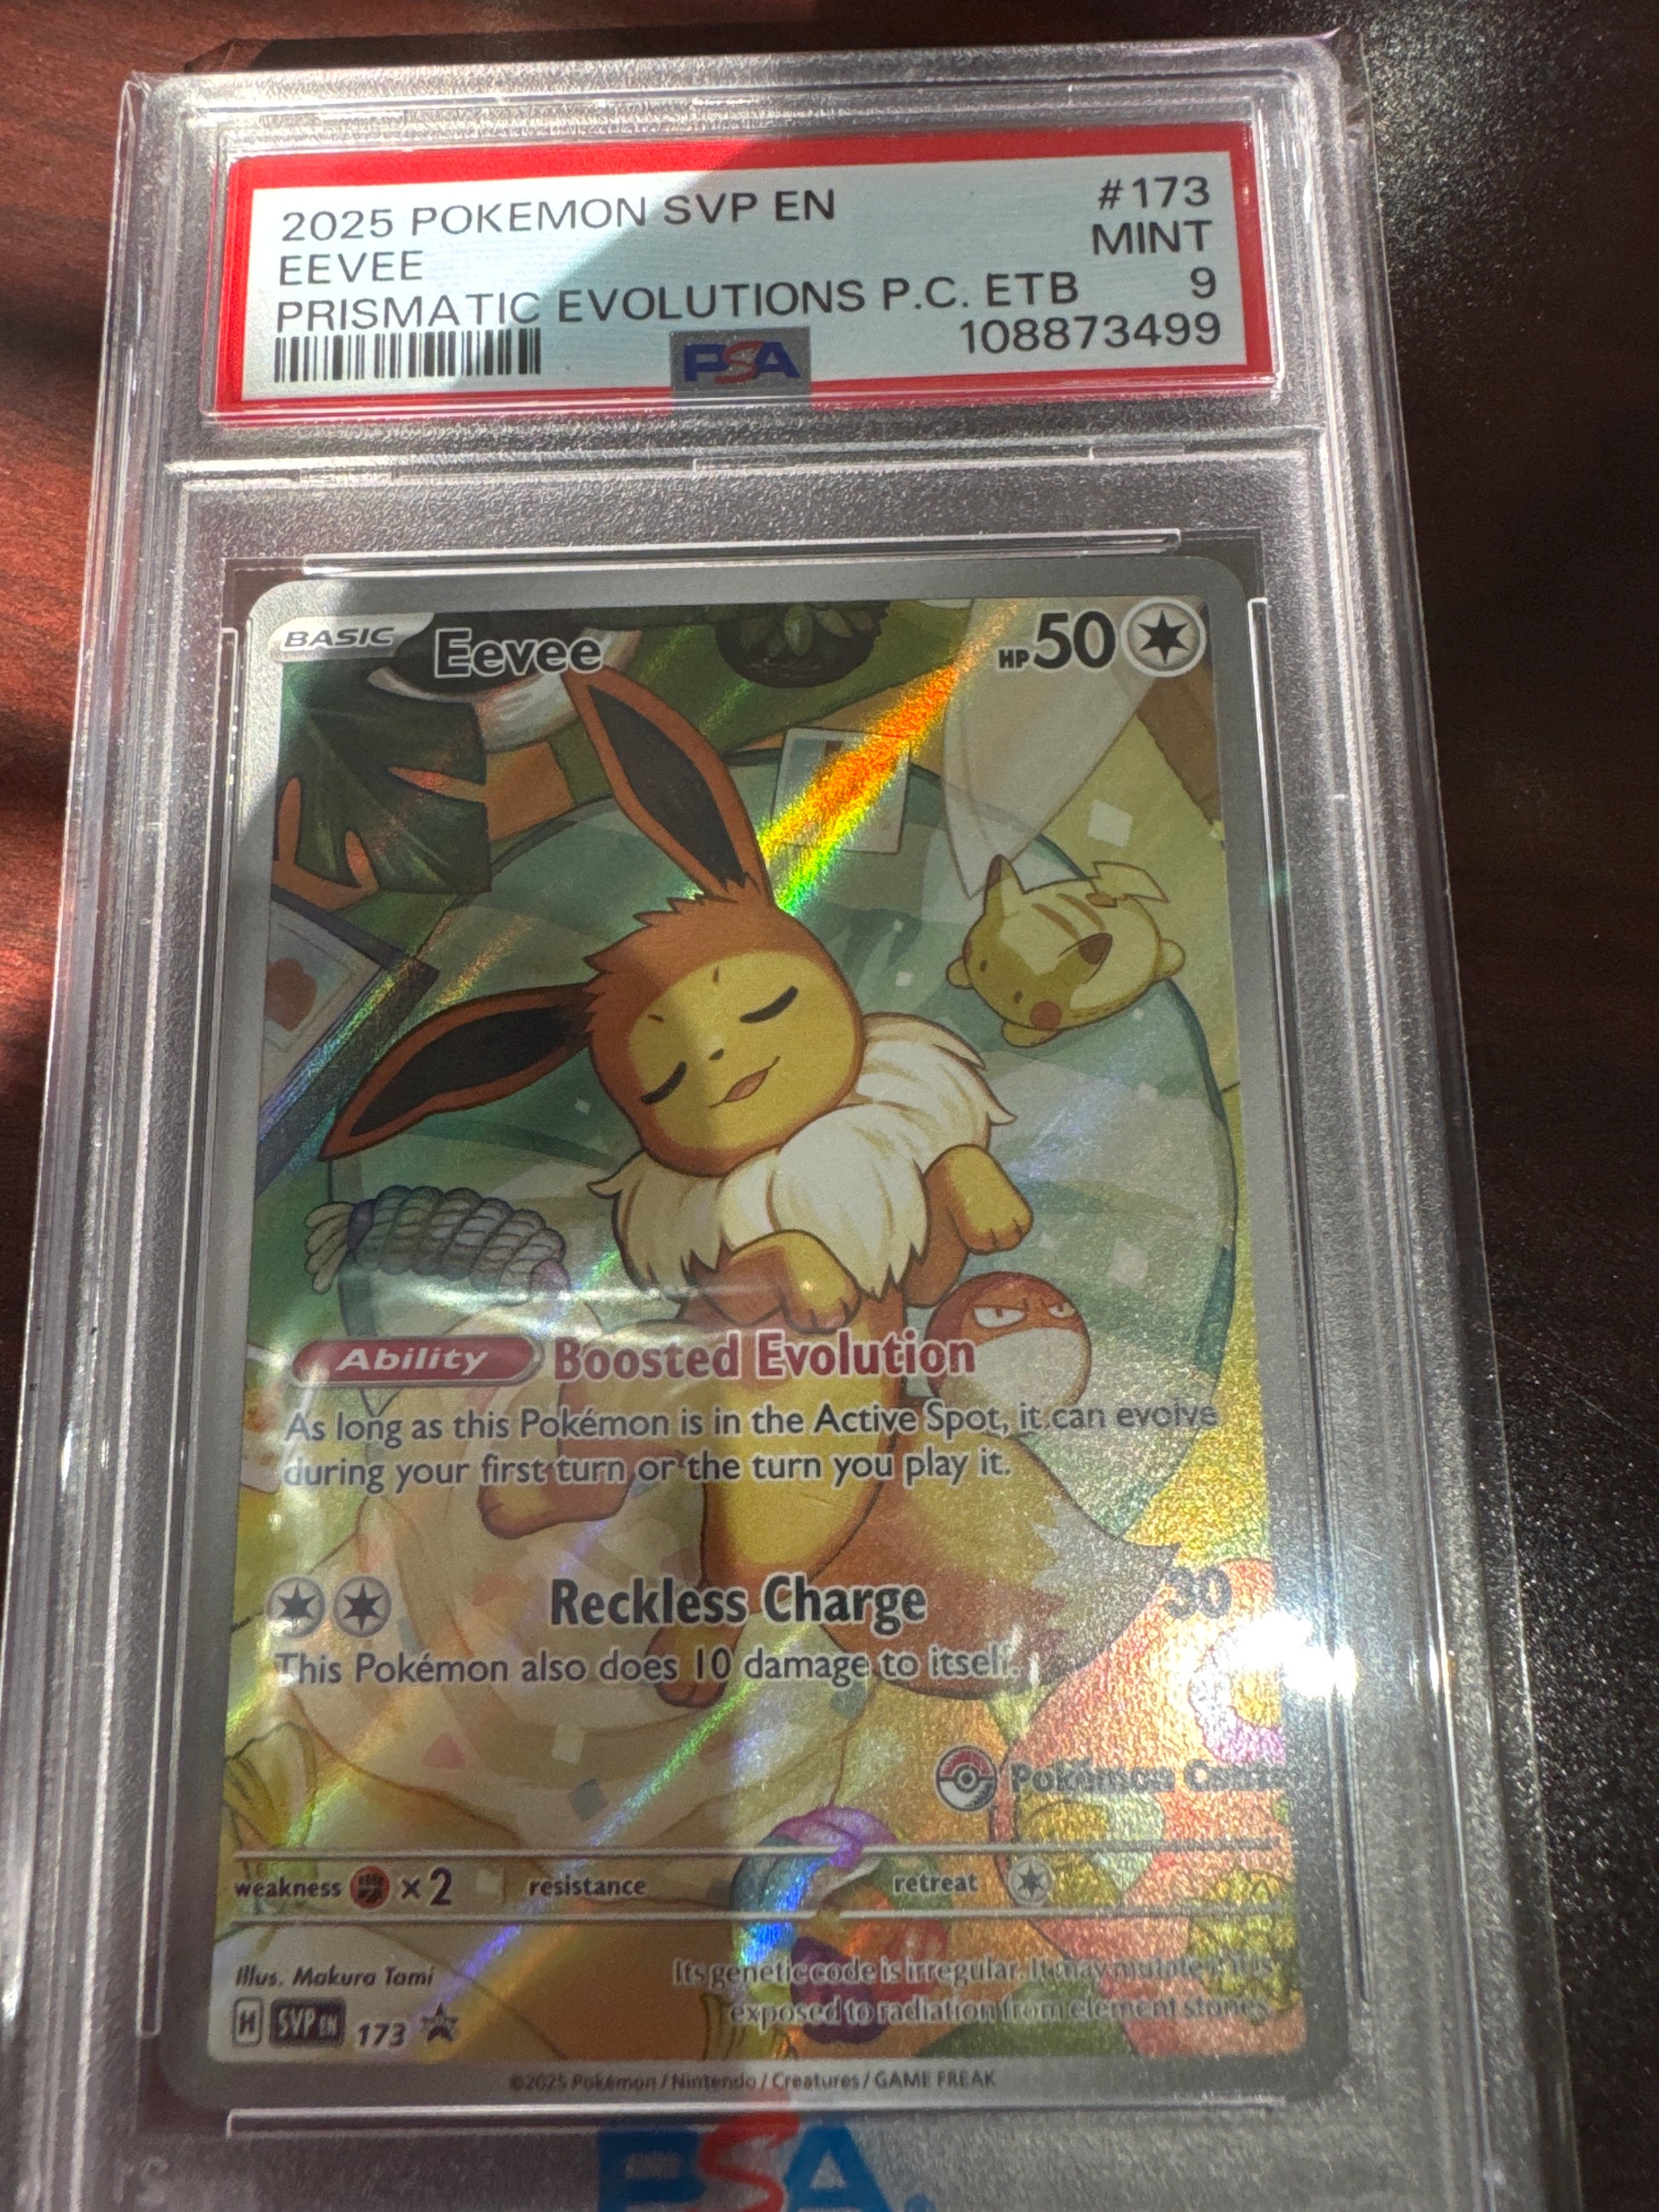 2025 POKEMON SVP EN #173
EEVEE MINT
PRISMATIC EVOLUTIONS P.C. ETB 9
PSA 108873499
BASIC Eevee HP 50
Ability Boosted Evolution
As long as this Pokémon is in the Active Spot, it can evolve
during your first turn or the turn you play it.
Reckless Charge 30
This Pokémon also does 10 damage to itself.
Pokémon Center
weakness ×2 resistance retreat
Illus. Makura Tami
Its genetic code is irregular. It may mutate if it is
exposed to radiation from element stones.
H SVP EN 173
©2025 Pokémon / Nintendo / Creatures / GAME FREAK
PSA